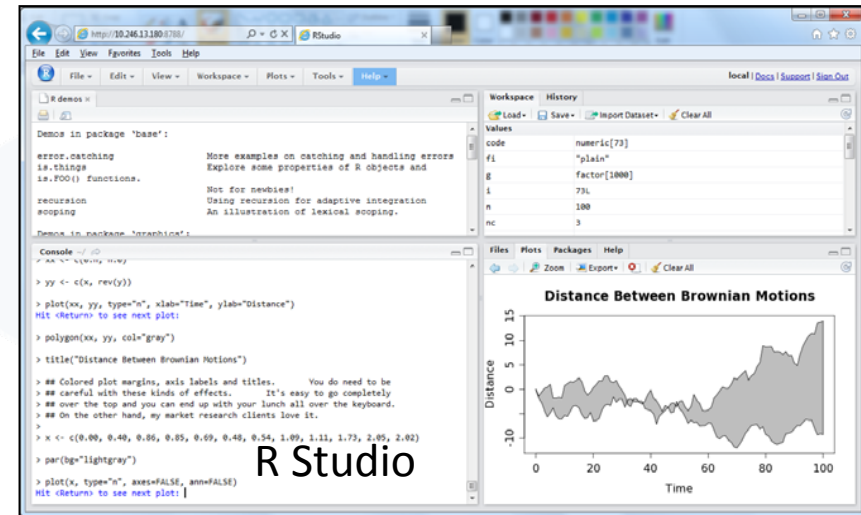 http://10.246.13.180:8788/
RStudio
File Edit View Favorites Tools Help
File Edit View Workspace Plots Tools Help
local | Docs | Support | Sign Out
R demos
Demos in package 'base':
error.catching More examples on catching and handling errors
is.things Explore some properties of R objects and
is.FOO() functions.
Not for newbies!
recursion Using recursion for adaptive integration
scoping An illustration of lexical scoping.
Demos in package 'graphics':
Workspace History
Load Save Import Dataset Clear All
Values
code numeric[73]
fi "plain"
g factor[1000]
i 73L
n 100
nc 3
Console ~/
> yy <- c(x, rev(y))
> plot(xx, yy, type="n", xlab="Time", ylab="Distance")
Hit <Return> to see next plot:
> polygon(xx, yy, col="gray")
> title("Distance Between Brownian Motions")
> ## Colored plot margins, axis labels and titles. You do need to be
> ## careful with these kinds of effects. It's easy to go completely
> ## over the top and you can end up with your lunch all over the keyboard.
> ## On the other hand, my market research clients love it.
>
> x <- c(0.00, 0.40, 0.86, 0.85, 0.69, 0.48, 0.54, 1.09, 1.11, 1.73, 2.05, 2.02)
> par(bg="lightgray")
> plot(x, type="n", axes=FALSE, ann=FALSE)
Hit <Return> to see next plot:
R Studio
Files Plots Packages Help
Zoom Export Clear All
Distance Between Brownian Motions
Distance
15
10
5
0
-10
0 20 40 60 80 100
Time